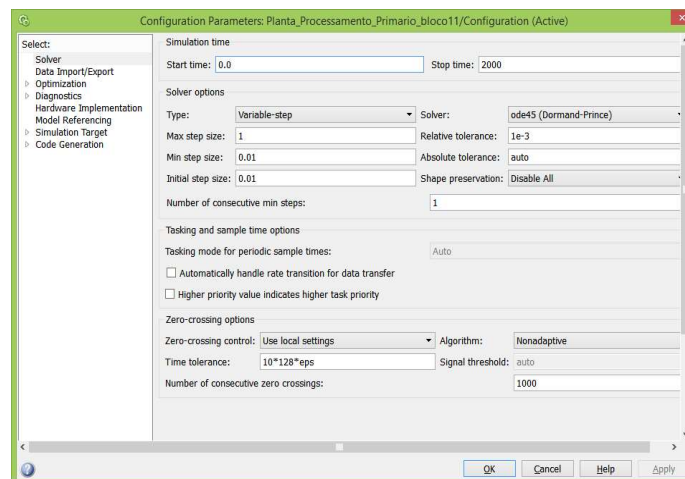 Configuration Parameters: Planta_Processamento_Primario_bloco11/Configuration (Active)
Select:
Solver
Data Import/Export
Optimization
Diagnostics
Hardware Implementation
Model Referencing
Simulation Target
Code Generation
Simulation time
Start time: 0.0 Stop time: 2000
Solver options
Type: Variable-step Solver: ode45 (Dormand-Prince)
Max step size: 1 Relative tolerance: 1e-3
Min step size: 0.01 Absolute tolerance: auto
Initial step size: 0.01 Shape preservation: Disable All
Number of consecutive min steps: 1
Tasking and sample time options
Tasking mode for periodic sample times: Auto
Automatically handle rate transition for data transfer
Higher priority value indicates higher task priority
Zero-crossing options
Zero-crossing control: Use local settings Algorithm: Nonadaptive
Time tolerance: 10*128*eps Signal threshold: auto
Number of consecutive zero crossings: 1000
OK Cancel Help Apply